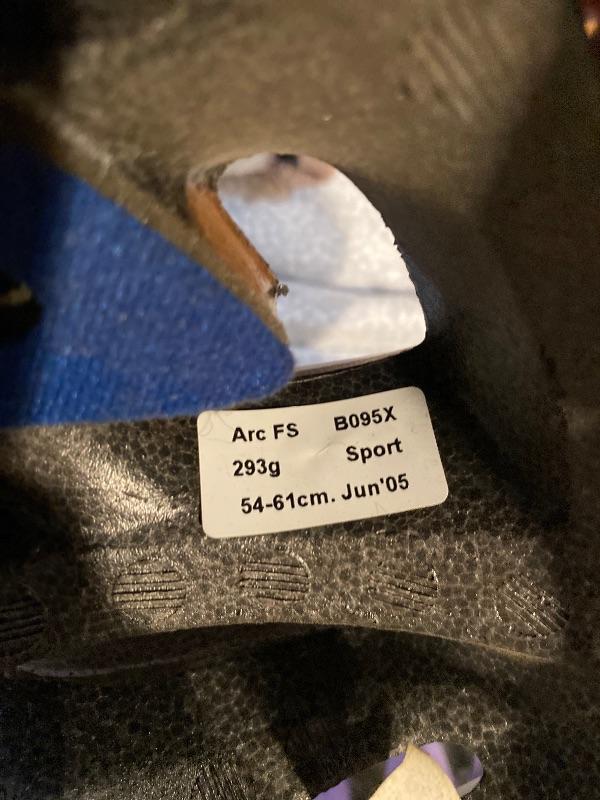 Arc FS B095X
293g Sport
54-61cm. Jun'05